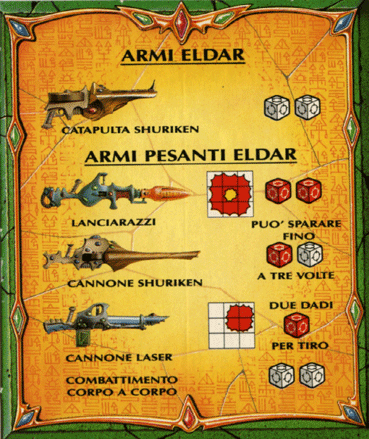 ARMI ELDAR
CATAPULTA SHURIKEN
ARMI PESANTI ELDAR
LANCIARAZZI
PUO' SPARARE
FINO
A TRE VOLTE
CANNONE SHURIKEN
DUE DADI
PER TIRO
CANNONE LASER
COMBATTIMENTO
CORPO A CORPO